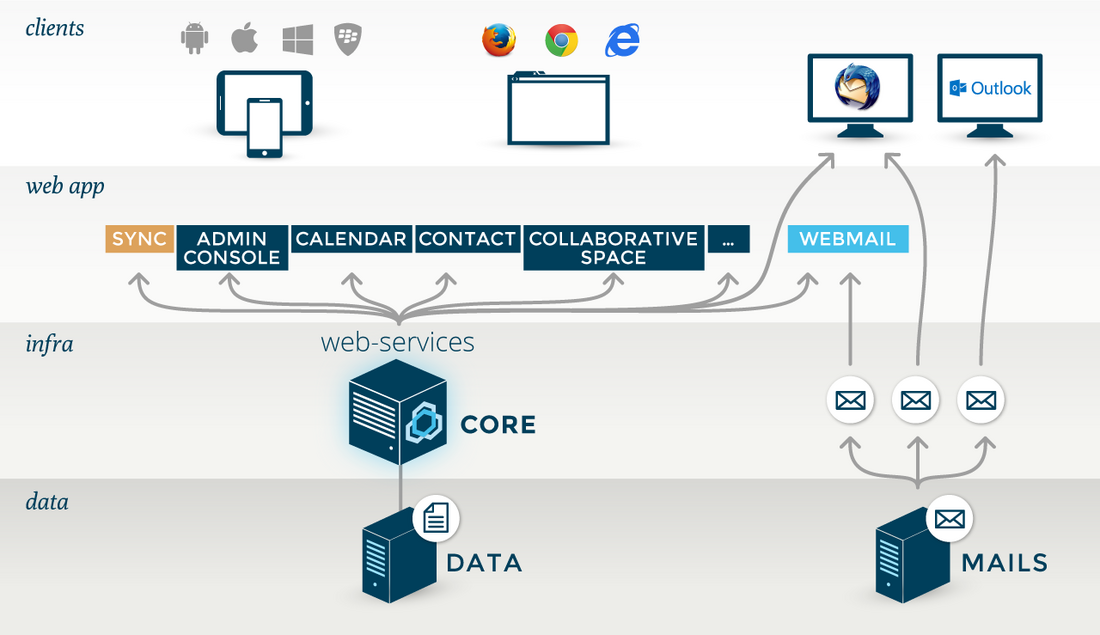 clients
Outlook
web app
SYNC
ADMIN
CONSOLE
CALENDAR
CONTACT
COLLABORATIVE
SPACE
...
WEBMAIL
infra
web-services
CORE
data
DATA
MAILS